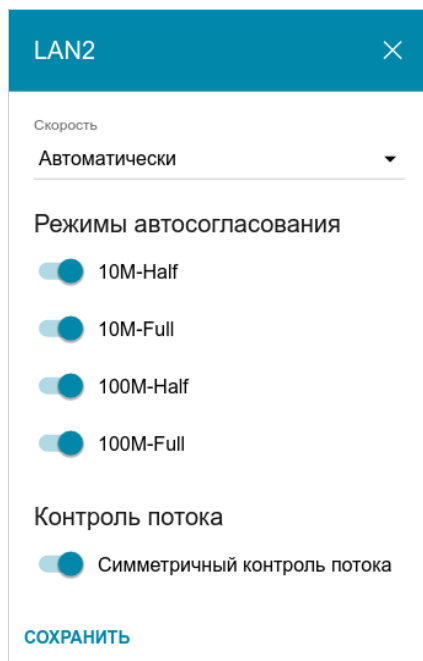 LAN2
Скорость
Автоматически
Режимы автосогласования
10M-Half
10M-Full
100M-Half
100M-Full
Контроль потока
Симметричный контроль потока
СОХРАНИТЬ